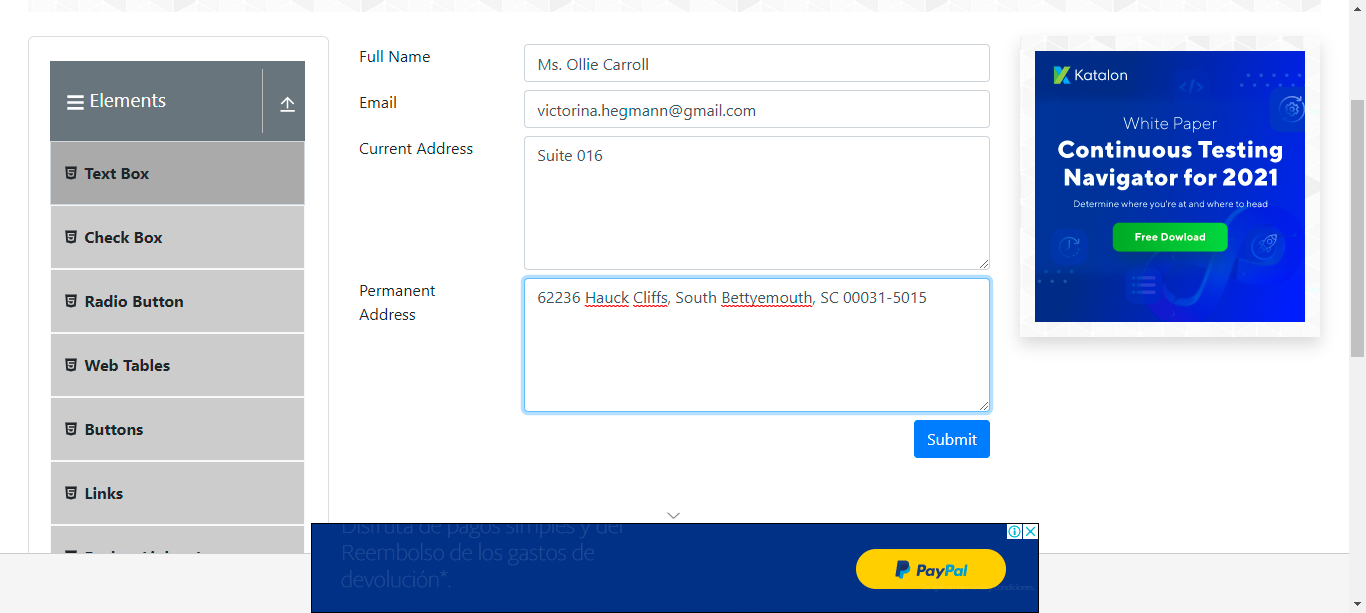 Elements
Text Box
Check Box
Radio Button
Web Tables
Buttons
Links
Full Name
Ms. Ollie Carroll
Email
victorina.hegmann@gmail.com
Current Address
Suite 016
Permanent
Address
62236 Hauck Cliffs, South Bettyemouth, SC 00031-5015
Submit
Katalon
White Paper
Continuous Testing
Navigator for 2021
Determine where you're at and where to head
Free Dowload
Disfruta de pagos simples y del
Reembolso de los gastos de
devolución*.
PayPal